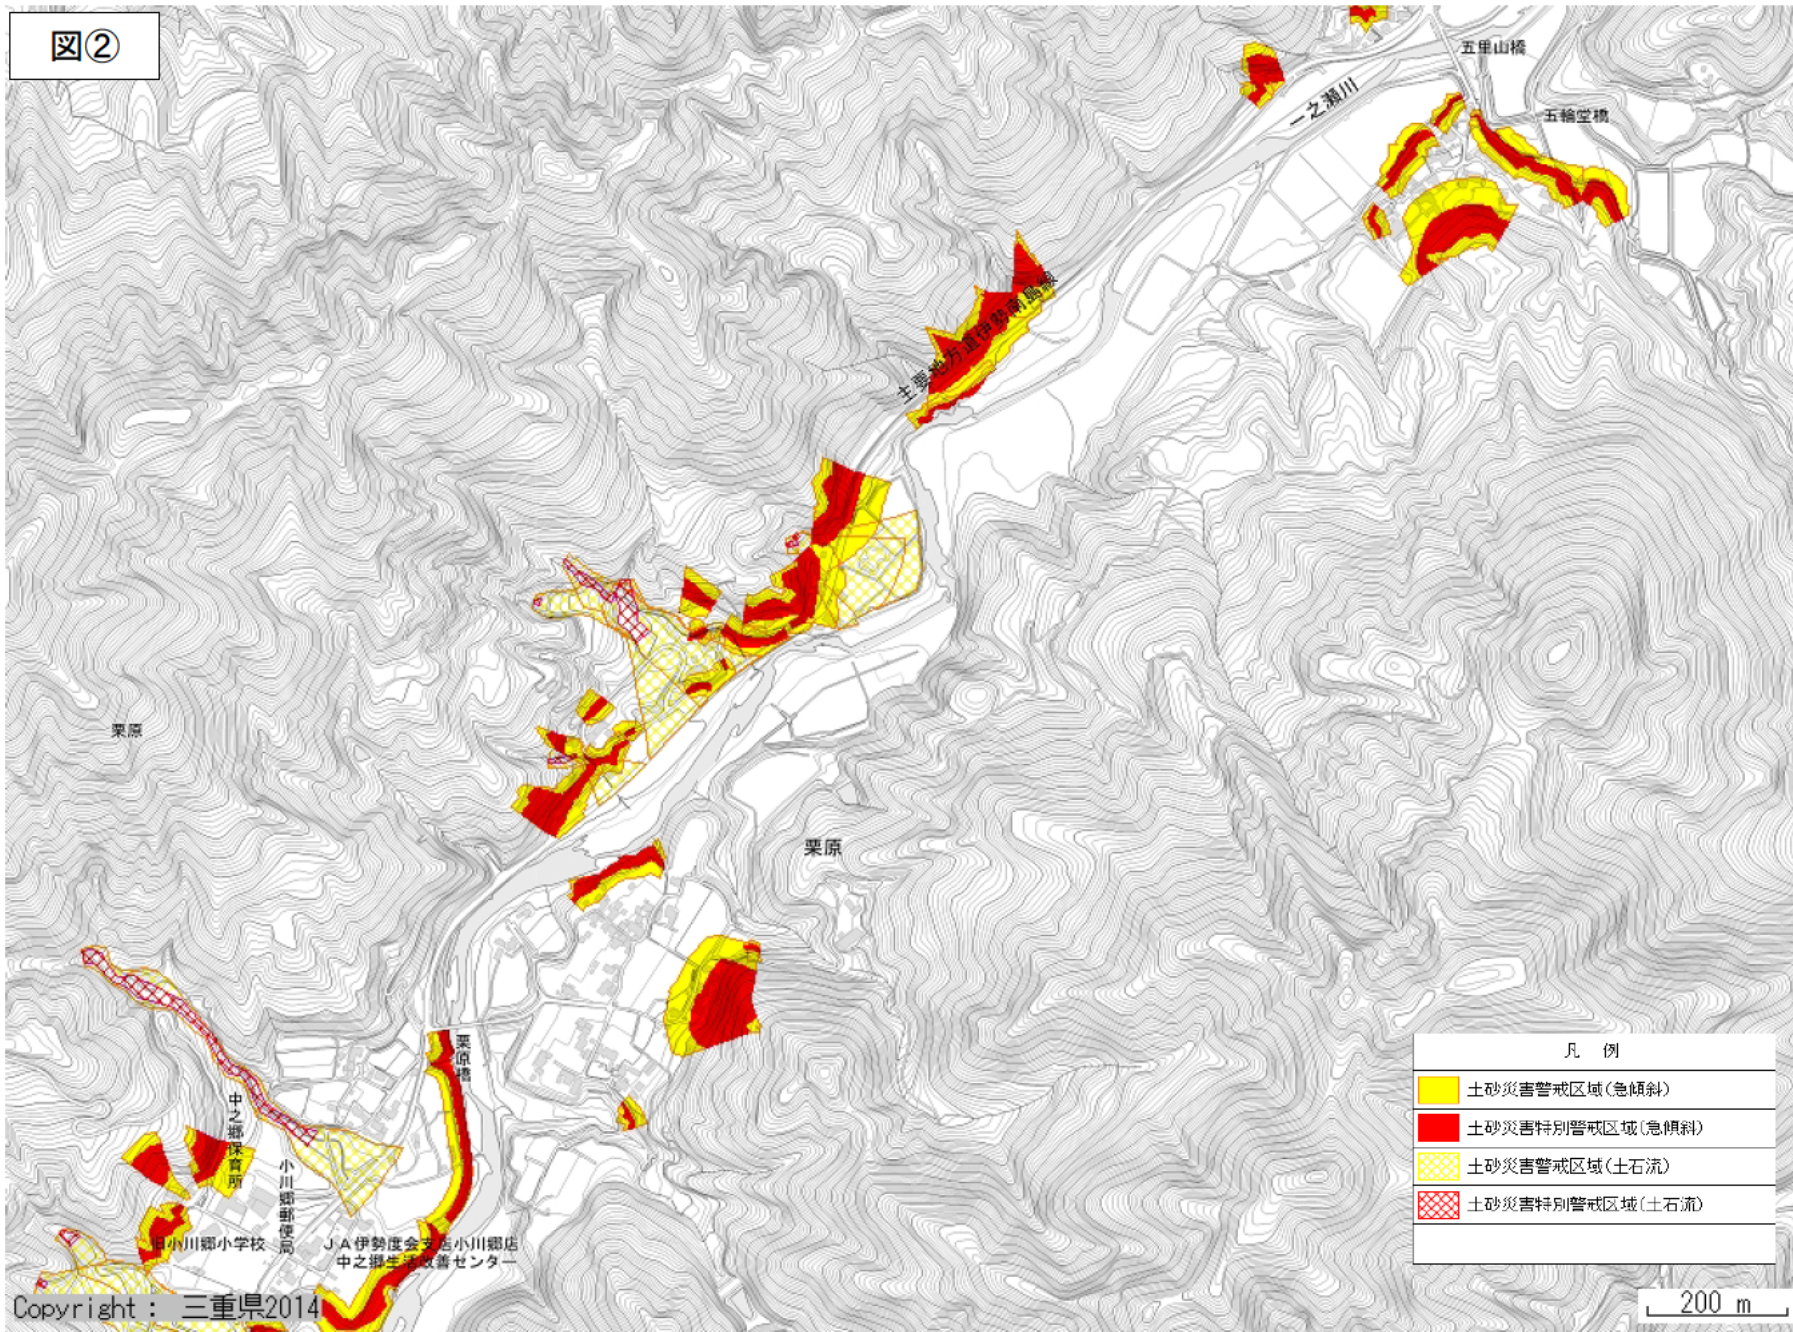 図②
五里山橋
一之瀬川
五輪堂橋
主要地方道伊勢南島線
栗原
栗原
栗原橋
中之郷保育所
小川郷郵便局
旧小川郷小学校
JA伊勢度会支店小川郷店
中之郷生活改善センター
凡 例
土砂災害警戒区域(急傾斜)
土砂災害特別警戒区域(急傾斜)
土砂災害警戒区域(土石流)
土砂災害特別警戒区域(土石流)
Copyright : 三重県2014
200 m